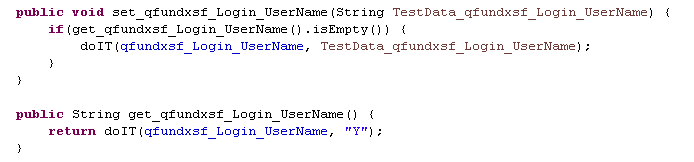 public void set_qfundxsf_Login_UserName(String TestData_qfundxsf_Login_UserName) {
if(get_qfundxsf_Login_UserName().isEmpty()) {
doIT(qfundxsf_Login_UserName, TestData_qfundxsf_Login_UserName);
}
}
public String get_qfundxsf_Login_UserName() {
return doIT(qfundxsf_Login_UserName, "Y");
}